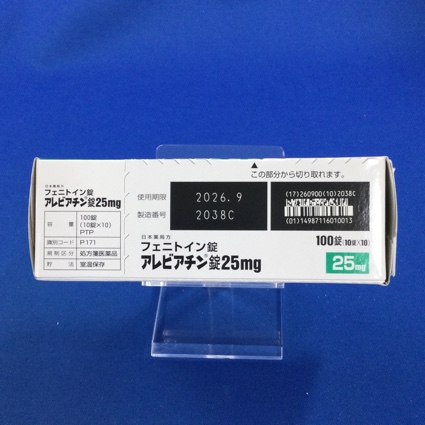 日本薬局方
フェニトイン錠
アレビアチン錠25mg
容量 100錠
(10錠×10)
PTP
識別コード P171
規制区分 処方箋医薬品
貯法 室温保存
▲
この部分から切り取れます。
使用期限 2026.9
製造番号 2038C
(17)260900(10)2038C
(01)14987116010013
日本薬局方
フェニトイン錠
アレビアチン®錠25mg
100錠 [10錠×10]
25mg